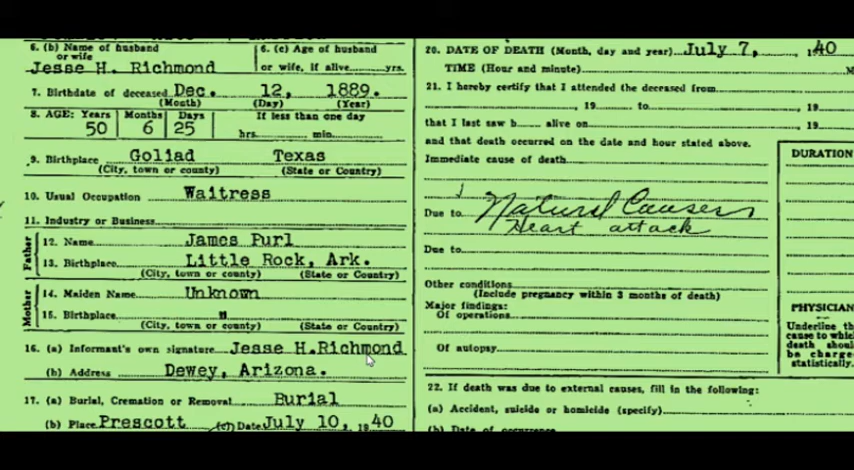 6. (b) Name of husband or wife
Jesse H. Richmond
6. (c) Age of husband or wife, if alive yrs.
7. Birthdate of deceased Dec. 12, 1889.
(Month) (Day) (Year)
8. AGE: Years Months Days If less than one day
50 6 25 hrs. min.
9. Birthplace Goliad Texas
(City, town or county) (State or Country)
10. Usual Occupation Waitress
11. Industry or Business
Father
12. Name James Purl
13. Birthplace Little Rock, Ark.
(City, town or county) (State or Country)
Mother
14. Maiden Name Unknown
15. Birthplace "
(City, town or county) (State or Country)
16. (a) Informant's own signature Jesse H.Richmond
(b) Address Dewey, Arizona.
17. (a) Burial, Cremation or Removal Burial
(b) Place Prescott (c) Date July 10, 1940
20. DATE OF DEATH (Month, day and year) July 7, 1940
TIME (Hour and minute) M
21. I hereby certify that I attended the deceased from
, 19 to , 19
that I last saw h alive on , 19
and that death occurred on the date and hour stated above.
Immediate cause of death
Due to Natural Causes
Heart attack
Due to
Other conditions
(Include pregnancy within 3 months of death)
Major findings:
Of operations
Of autopsy
DURATION
PHYSICIAN
Underline th
cause to which
death shoul
be charge
statistically.
22. If death was due to external causes, fill in the following:
(a) Accident, suicide or homicide (specify)
(b) Date of occurrence